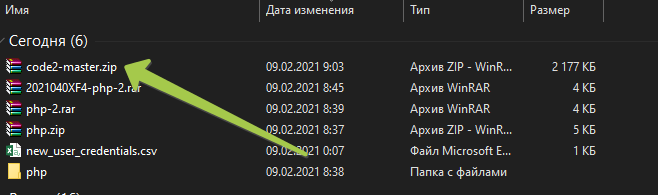 Имя Дата изменения Тип Размер
Сегодня (6)
code2-master.zip 09.02.2021 9:03 Архив ZIP - WinR... 2 177 КБ
2021040XF4-php-2.rar 09.02.2021 8:45 Архив WinRAR 4 КБ
php-2.rar 09.02.2021 8:39 Архив WinRAR 4 КБ
php.zip 09.02.2021 8:37 Архив ZIP - WinR... 5 КБ
new_user_credentials.csv 09.02.2021 0:07 Файл Microsoft E... 1 КБ
php 09.02.2021 8:38 Папка с файлами